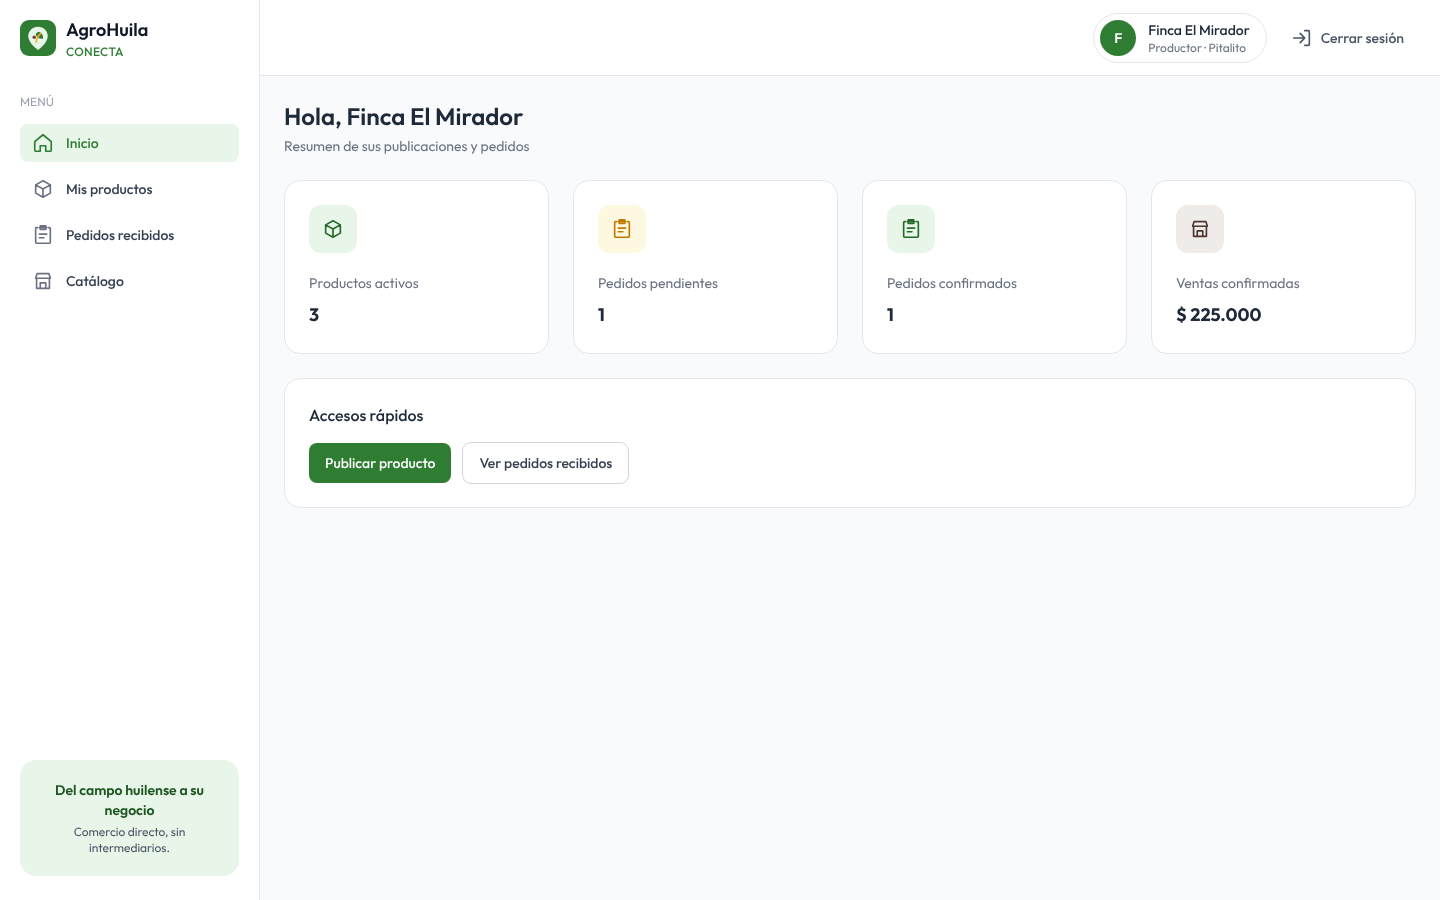 AgroHuila
CONECTA
MENÚ
Inicio
Mis productos
Pedidos recibidos
Catálogo
Del campo huilense a su
negocio
Comercio directo, sin
intermediarios.
F
Finca El Mirador
Productor · Pitalito
Cerrar sesión
Hola, Finca El Mirador
Resumen de sus publicaciones y pedidos
Productos activos
3
Pedidos pendientes
1
Pedidos confirmados
1
Ventas confirmadas
$ 225.000
Accesos rápidos
Publicar producto
Ver pedidos recibidos